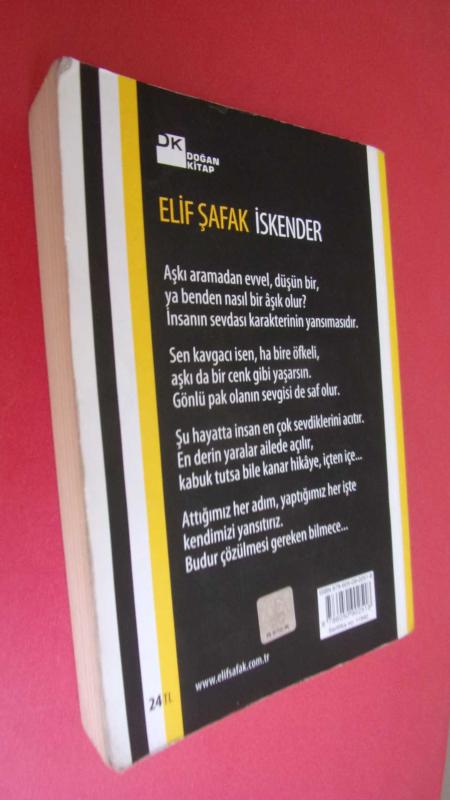 DK
DOĞAN
KİTAP
ELİF ŞAFAK İSKENDER
Aşkı aramadan evvel, düşün bir,
ya benden nasıl bir âşık olur?
İnsanın sevdası karakterinin yansımasıdır.
Sen kavgacı isen, ha bire öfkeli,
aşkı da bir cenk gibi yaşarsın.
Gönlü pak olanın sevgisi de saf olur.
Şu hayatta insan en çok sevdiklerini acıtır.
En derin yaralar ailede açılır,
kabuk tutsa bile kanar hikâye, içten içe...
Attığımız her adım, yaptığımız her işte
kendimizi yansıtırız.
Budur çözülmesi gereken bilmece...
www.elifsafak.com.tr
24 TL